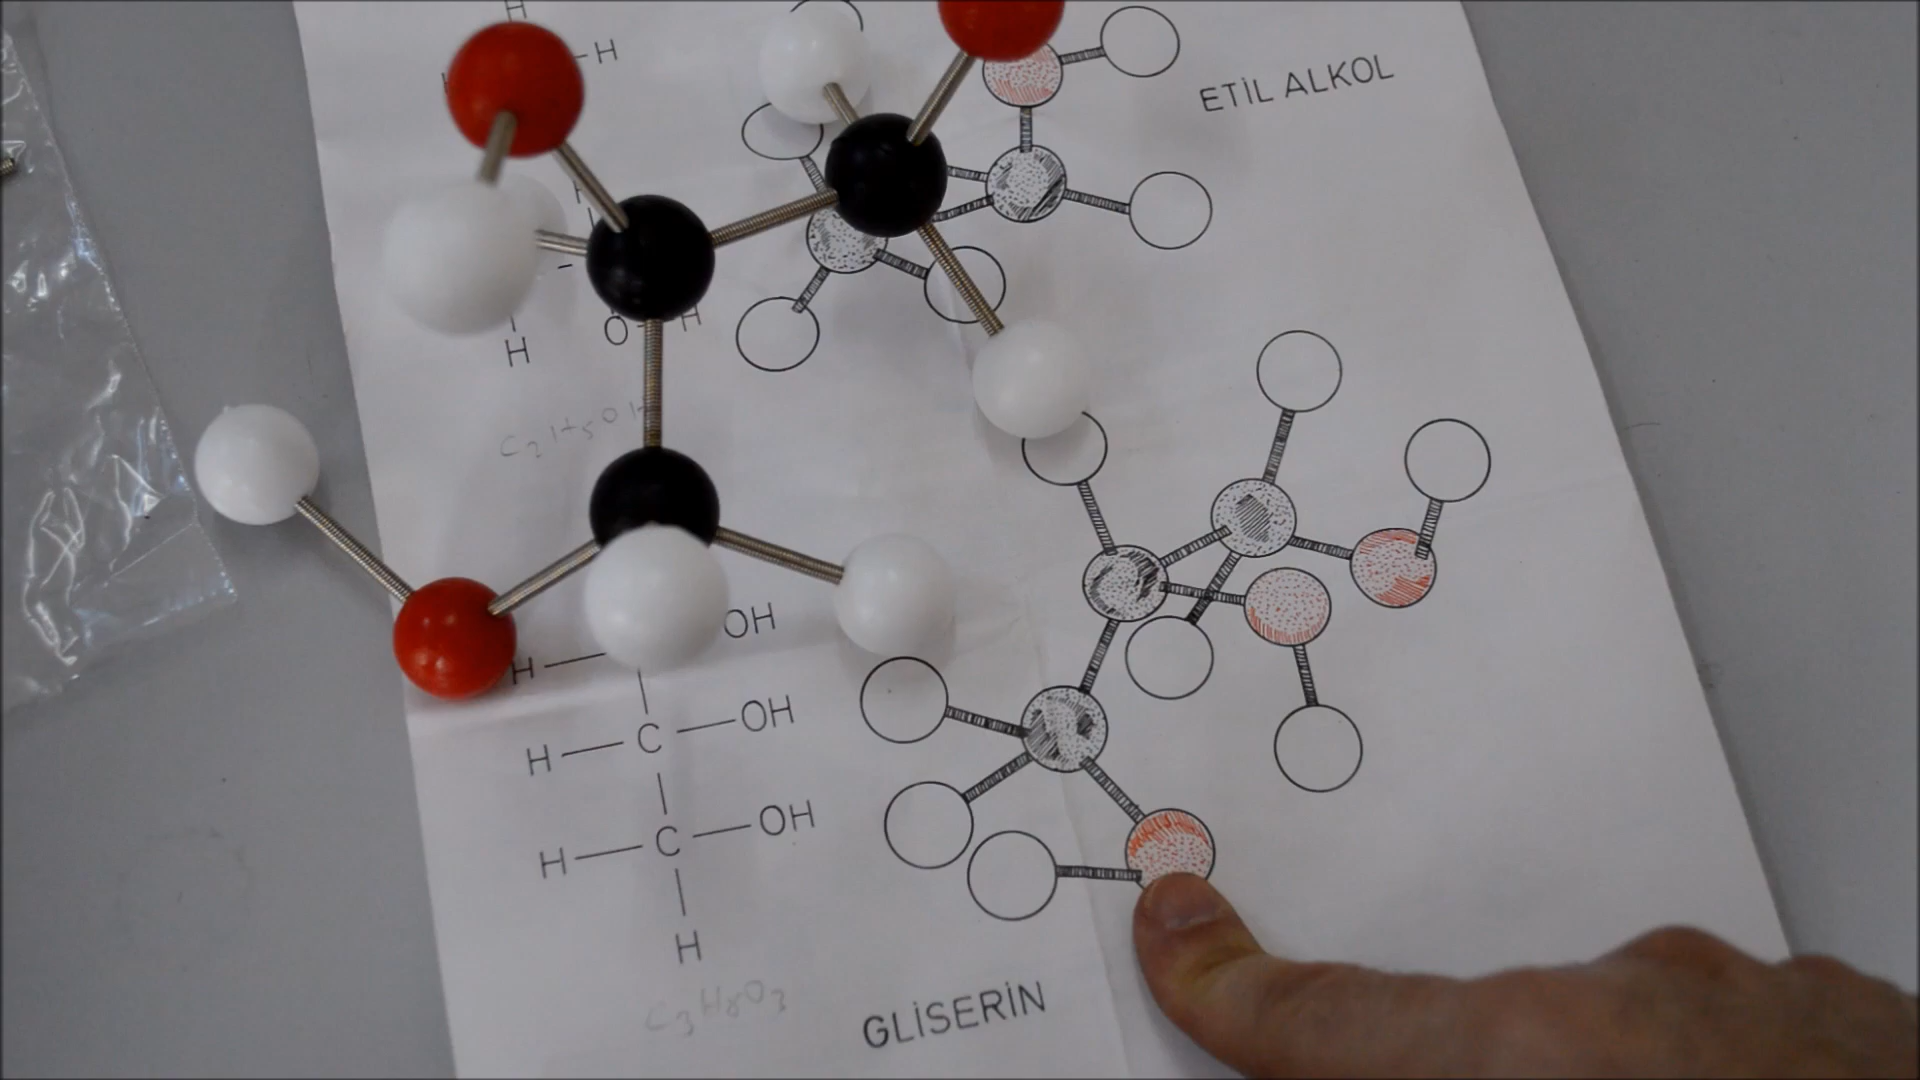 H
H
ETİL ALKOL
O
H
H
C2H5OH
OH
H
H C OH
H C OH
H
C3H8O3
GLİSERİN